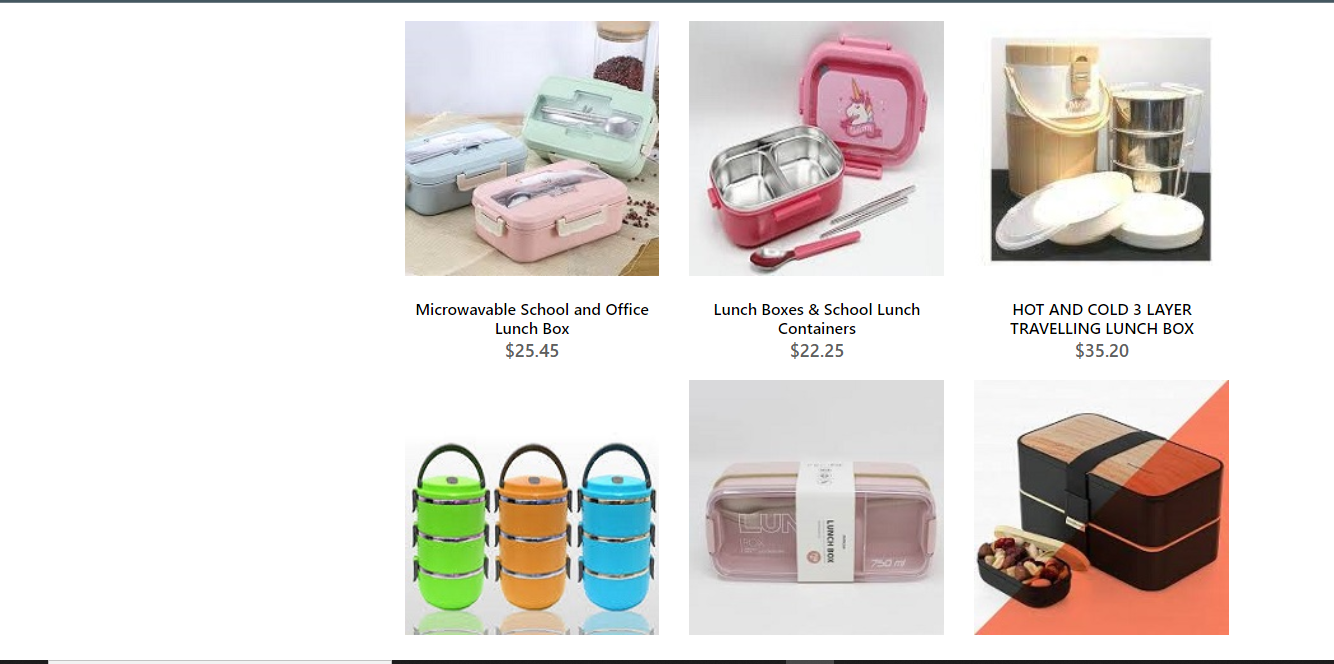 Microwavable School and Office
Lunch Box
$25.45
Lunch Boxes & School Lunch
Containers
$22.25
HOT AND COLD 3 LAYER
TRAVELLING LUNCH BOX
$35.20
LUN
LUNCH BOX
750 ml